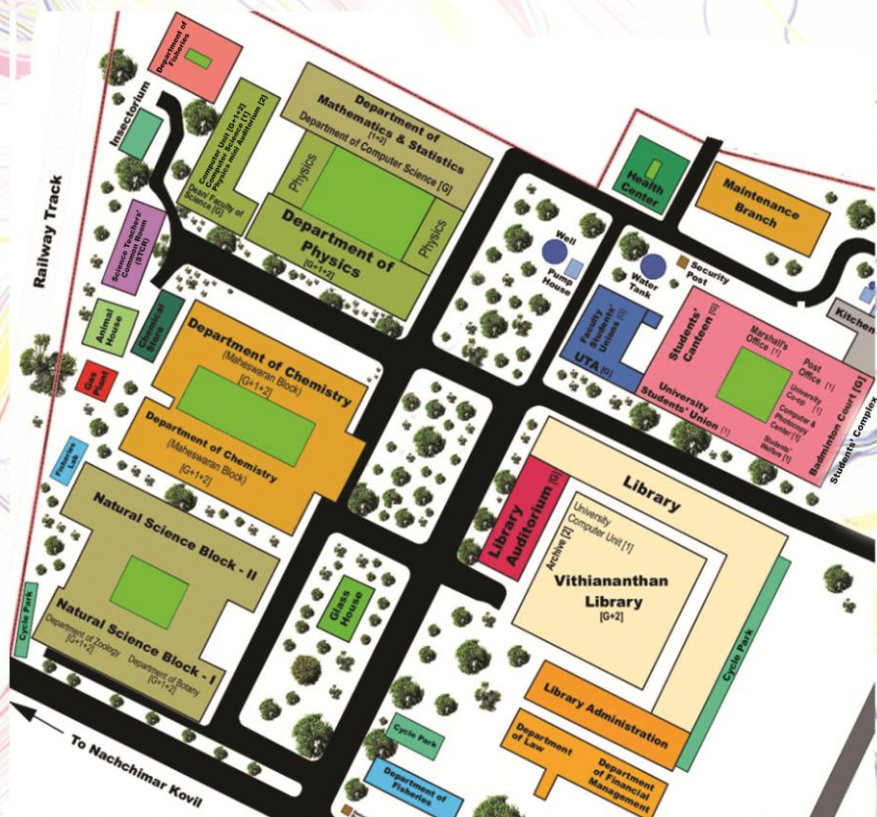 Department of
Fisheries
Insectorium
Computer Unit [G+1+2]
Computer Science [1]
Physics mini Auditorium [2]
Dean/ Faculty of
Science [G]
Department of
Mathematics & Statistics
[1+2]
Department of Computer Science [G]
Physics
Physics
Department of
Physics
[G+1+2]
Health
Center
Maintenance
Branch
Railway Track
Science Teachers'
Common Room
(STCR)
Well
Pump
House
Water
Tank
Security
Post
Kitchen
Animal
House
Chemical
Store
Gas
Plant
Fisheries
Lab
Department of Chemistry
(Maheswaran Block)
[G+1+2]
Department of Chemistry
(Maheswaran Block)
[G+1+2]
Faculty
Students'
Unions [G]
UTA [G]
Students'
Canteen [G]
University
Students' Union [1]
Marshall's
Office [1]
Post
Office [1]
University
Co-op [1]
Computer &
Photocopy
Center [1]
Students'
Welfare [1]
Badminton Court [G]
Students' Complex
Library
Library
Auditorium [G]
University
Computer Unit [1]
Archive [2]
Vithiananthan
Library
[G+2]
Natural Science Block - II
Natural Science Block - I
Department of Zoology
[G+1+2]
Department of Botany
[G+1+2]
Glass
House
Cycle Park
Cycle Park
Library Administration
Department
of Law
Department
of Financial
Management
Cycle Park
Department of
Fisheries
To Nachchimar Kovil